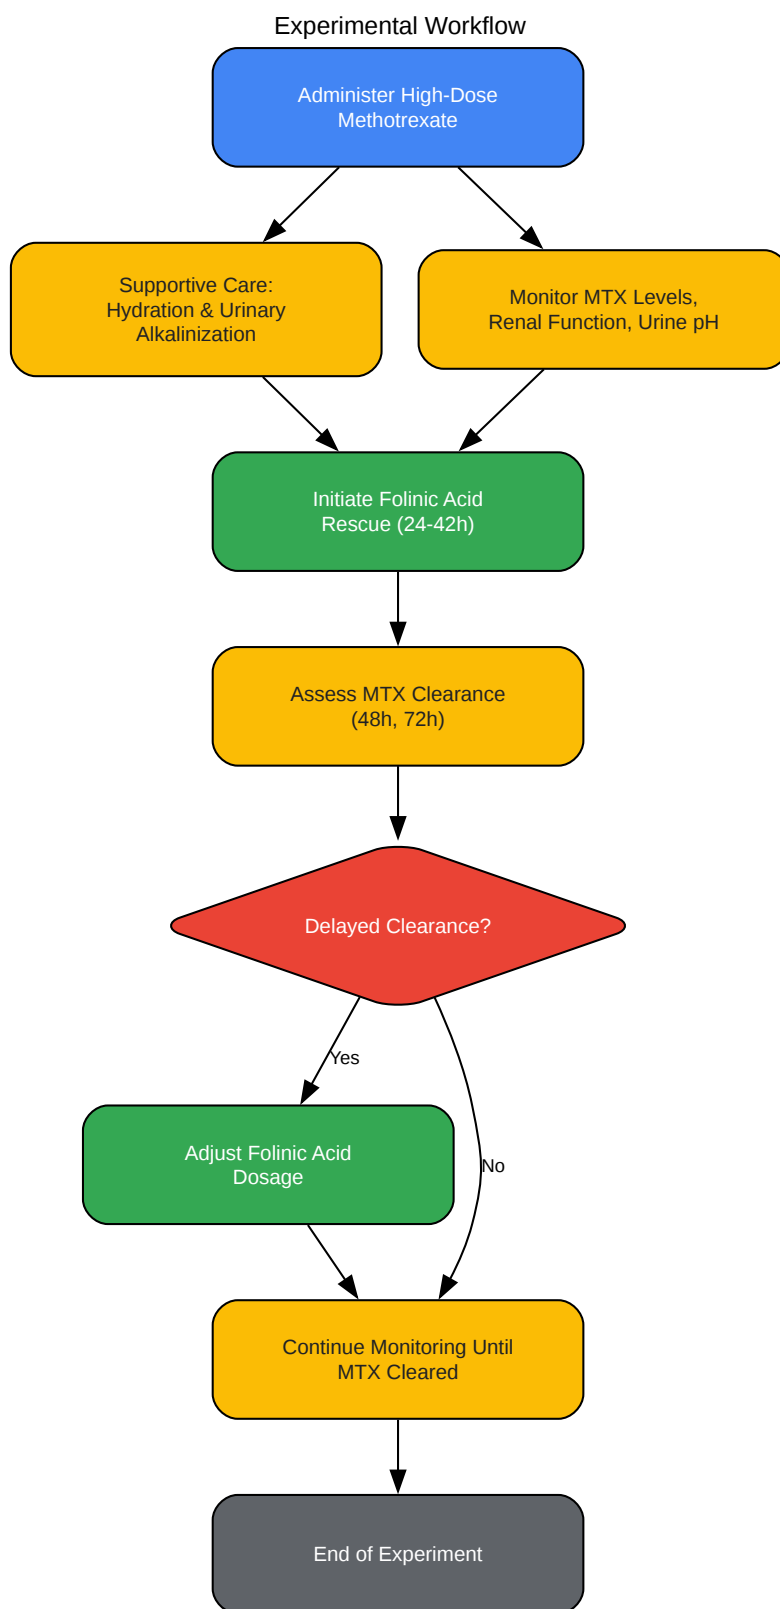 Experimental Workflow
Administer High-Dose
Methotrexate
Supportive Care:
Hydration & Urinary
Alkalinization
Monitor MTX Levels,
Renal Function, Urine pH
Initiate Folinic Acid
Rescue (24-42h)
Assess MTX Clearance
(48h, 72h)
Delayed Clearance?
Yes
No
Adjust Folinic Acid
Dosage
Continue Monitoring Until
MTX Cleared
End of Experiment